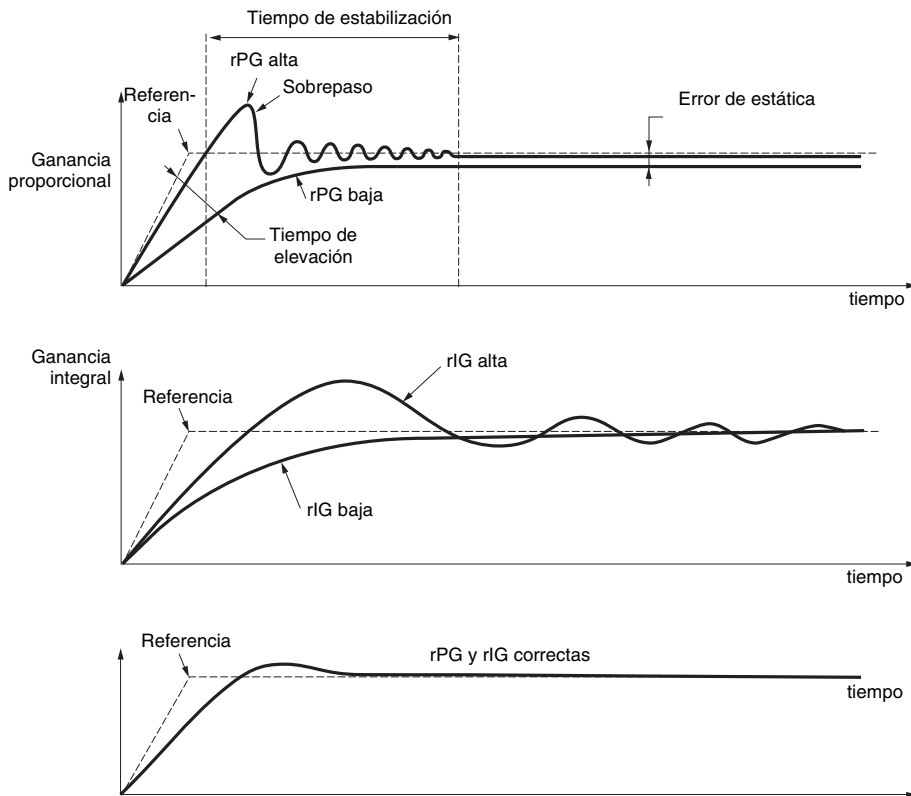 Tiempo de estabilización
rPG alta
Sobrepaso
Referen-
cia
Error de estática
Ganancia
proporcional
rPG baja
Tiempo de
elevación
tiempo
Ganancia
integral
rIG alta
Referencia
rIG baja
tiempo
Referencia
rPG y rIG correctas
tiempo